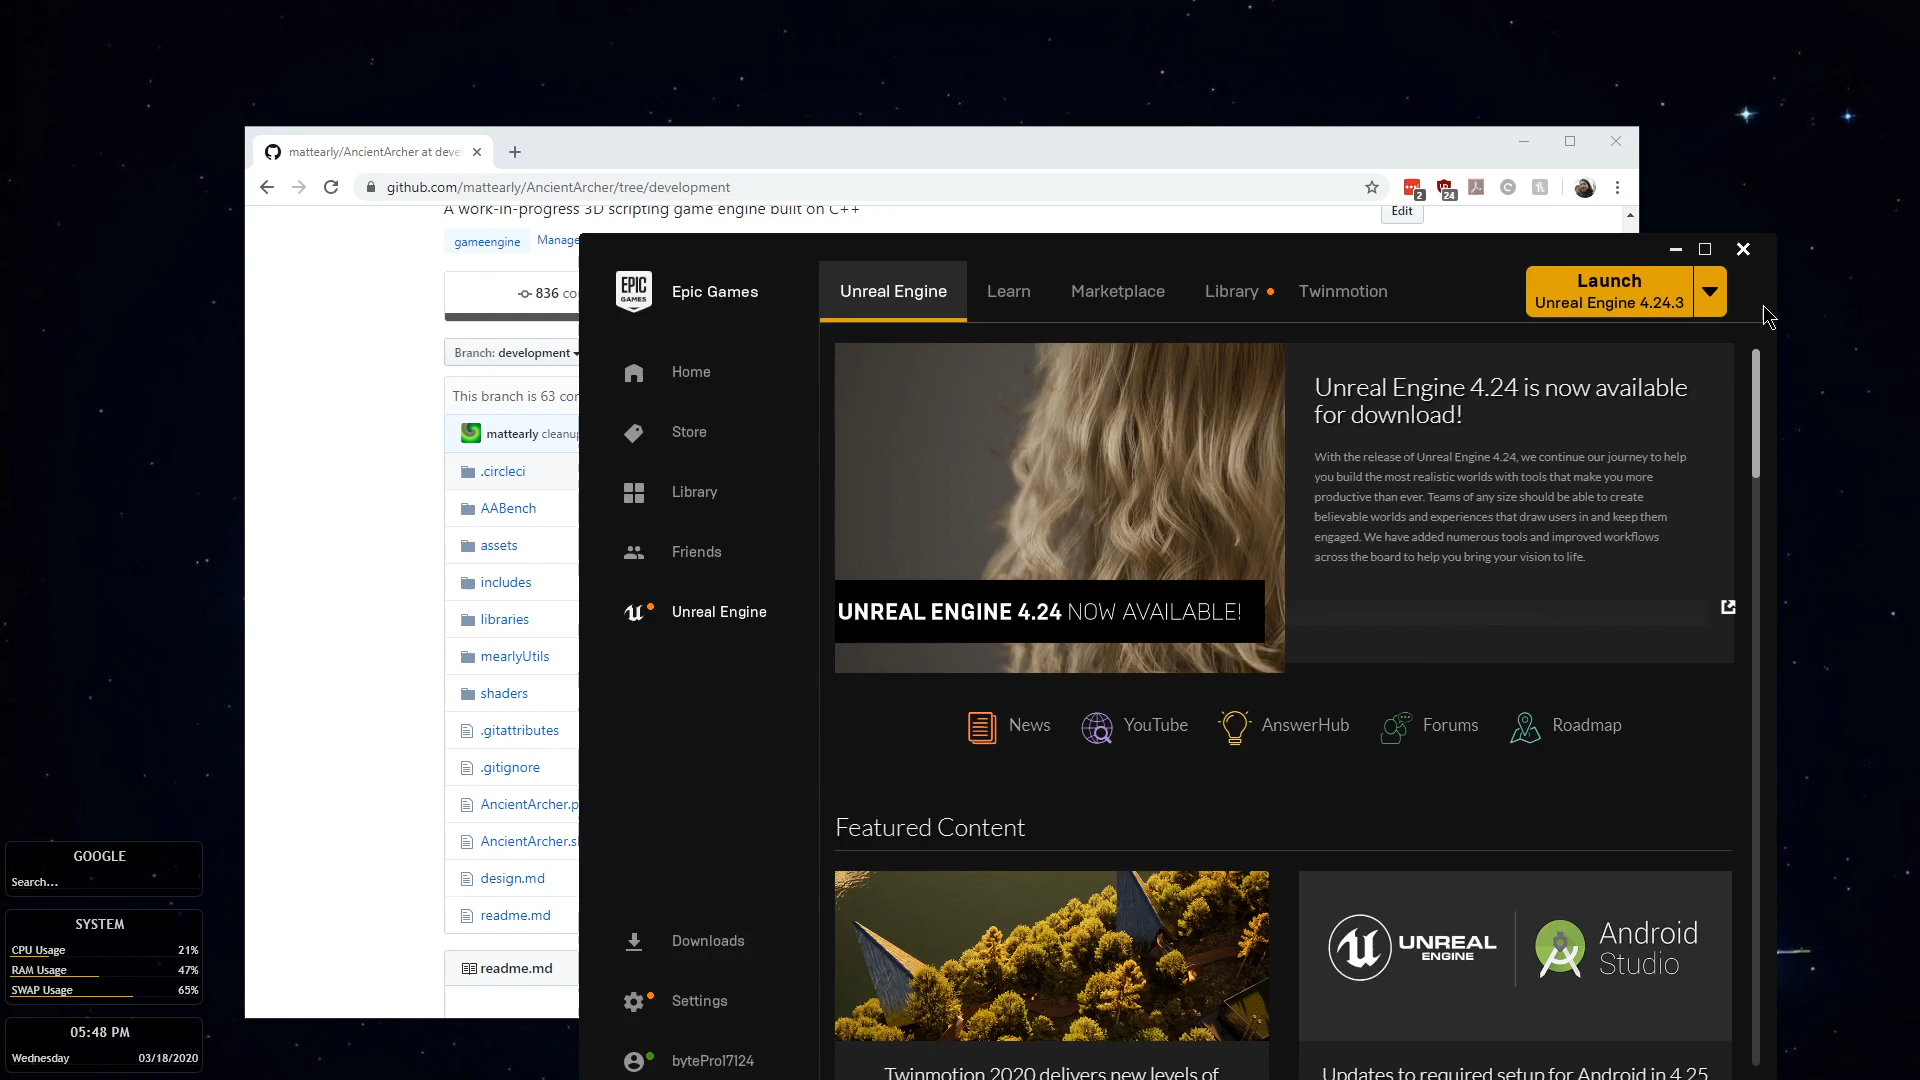 mattearly/AncientArcher at deve
github.com/mattearly/AncientArcher/tree/development
2
24
A work-in-progress 3D scripting game engine built on C++
Edit
gameengine
Manage
836 co
Branch: development
This branch is 63 co
mattearly cleanu
.circleci
AABench
assets
includes
libraries
mearlyUtils
shaders
.gitattributes
.gitignore
AncientArcher.p
AncientArcher.s
design.md
readme.md
readme.md
EPIC
GAMES
Epic Games
Unreal Engine
Learn
Marketplace
Library
Twinmotion
Launch
Unreal Engine 4.24.3
Home
Store
Library
Friends
Unreal Engine
Downloads
Settings
bytePro17124
UNREAL ENGINE 4.24 NOW AVAILABLE!
Unreal Engine 4.24 is now available
for download!
With the release of Unreal Engine 4.24, we continue our journey to help
you build the most realistic worlds with tools that make you more
productive than ever. Teams of any size should be able to create
believable worlds and experiences that draw users in and keep them
engaged. We have added numerous tools and improved workflows
across the board to help you bring your vision to life.
News
YouTube
AnswerHub
Forums
Roadmap
Featured Content
UNREAL
ENGINE
Android
Studio
Twinmotion 2020 delivers new levels of
Updates to required setup for Android in 4.25
GOOGLE
Search...
SYSTEM
CPU Usage 21%
RAM Usage 47%
SWAP Usage 65%
05:48 PM
Wednesday 03/18/2020